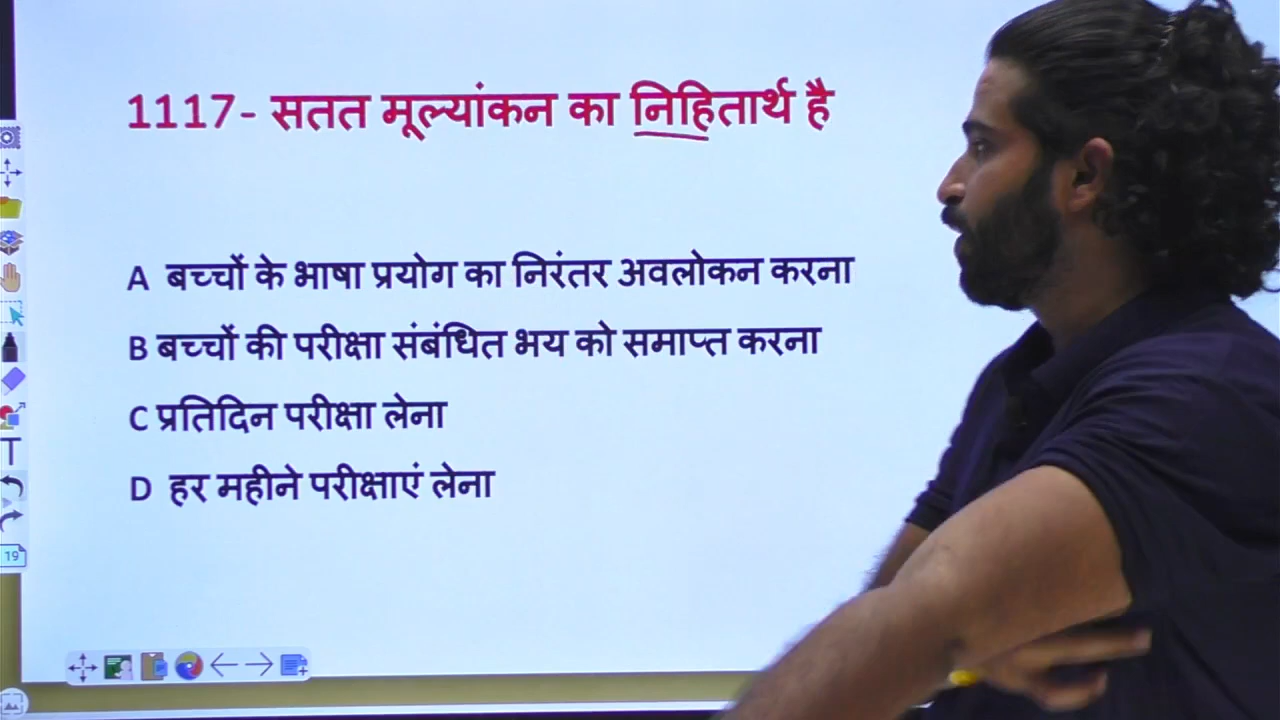 1117- सतत मूल्यांकन का निहितार्थ है
A बच्चों के भाषा प्रयोग का निरंतर अवलोकन करना
B बच्चों की परीक्षा संबंधित भय को समाप्त करना
C प्रतिदिन परीक्षा लेना
D हर महीने परीक्षाएं लेना
19